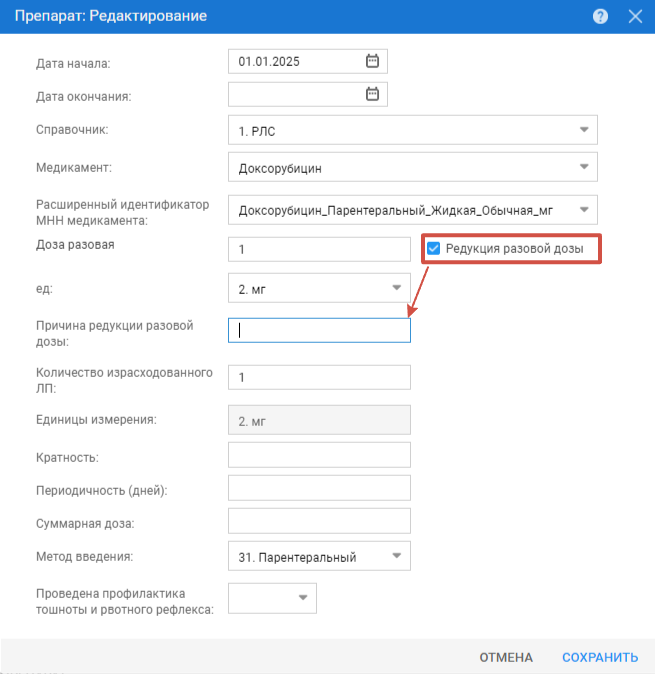 Препарат: Редактирование
?
Дата начала:
01.01.2025
Дата окончания:
Справочник:
1. РЛС
Медикамент:
Доксорубицин
Расширенный идентификатор
МНН медикамента:
Доксорубицин_Парентеральный_Жидкая_Обычная_мг
Доза разовая
1
Редукция разовой дозы
ед:
2. мг
Причина редукции разовой
дозы:
Количество израсходованного
ЛП:
1
Единицы измерения:
2. мг
Кратность:
Периодичность (дней):
Суммарная доза:
Метод введения:
31. Парентеральный
Проведена профилактика
тошноты и рвотного рефлекса:
ОТМЕНА
СОХРАНИТЬ